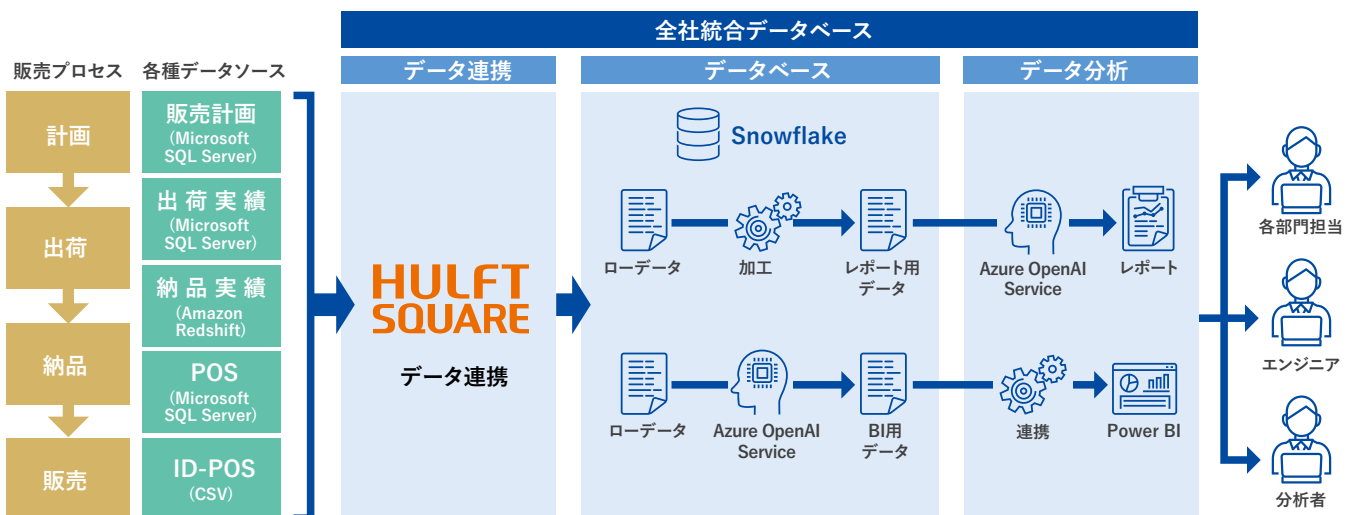 全社統合データベース
販売プロセス
各種データソース
データ連携
データベース
データ分析
計画
出荷
納品
販売
販売計画
(Microsoft
SQL Server)
出荷実績
(Microsoft
SQL Server)
納品実績
(Amazon
Redshift)
POS
(Microsoft
SQL Server)
ID-POS
(CSV)
HULFT
SQUARE
データ連携
Snowflake
ローデータ
加工
レポート用
データ
Azure OpenAI
Service
レポート
ローデータ
Azure OpenAI
Service
BI用
データ
連携
Power BI
各部門担当
エンジニア
分析者